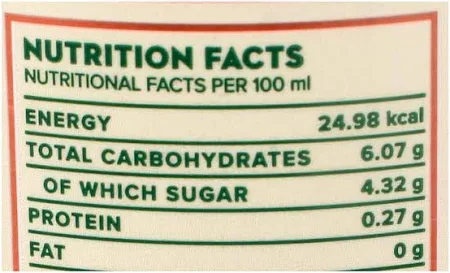 NUTRITION FACTS
NUTRITIONAL FACTS PER 100 ml
ENERGY 24.98 kcal
TOTAL CARBOHYDRATES 6.07 g
OF WHICH SUGAR 4.32 g
PROTEIN 0.27 g
FAT 0 g